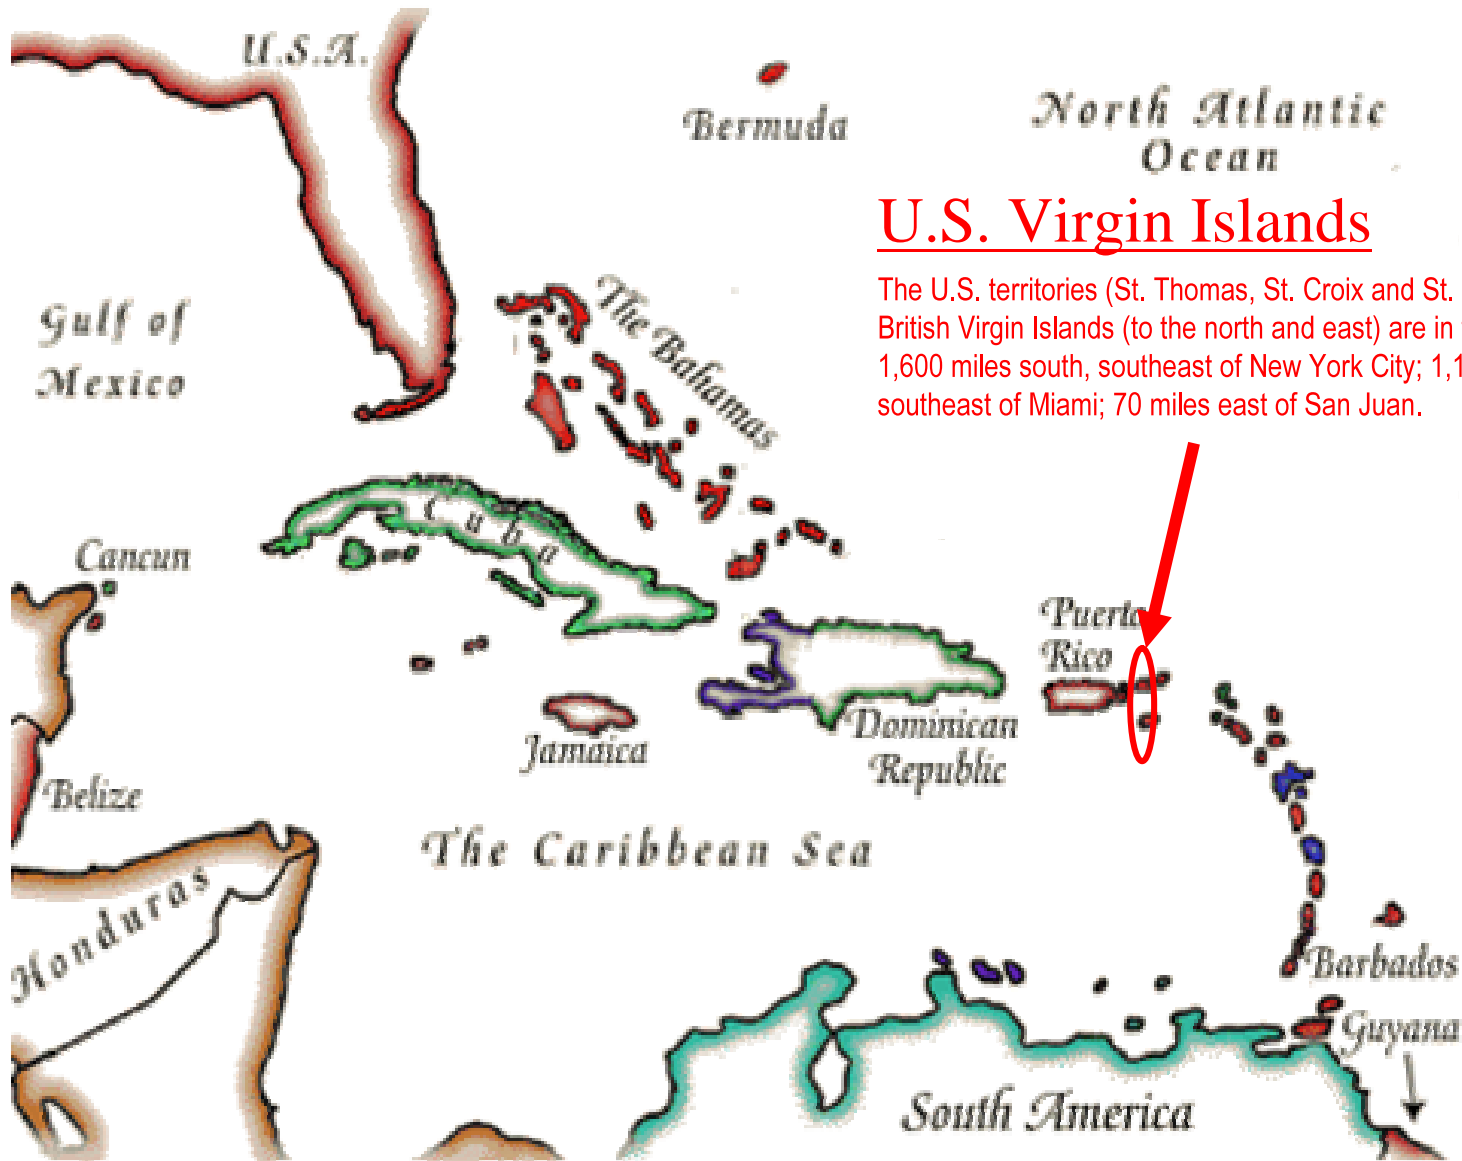 U.S.A.
Bermuda
North Atlantic
Ocean
U.S. Virgin Islands
The U.S. territories (St. Thomas, St. Croix and St.
British Virgin Islands (to the north and east) are in
1,600 miles south, southeast of New York City; 1,1
southeast of Miami; 70 miles east of San Juan.
Gulf of
Mexico
The Bahamas
Cuba
Cancun
Puerto
Rico
Dominican
Republic
Jamaica
Belize
The Caribbean Sea
Honduras
Barbados
Guyana
South America